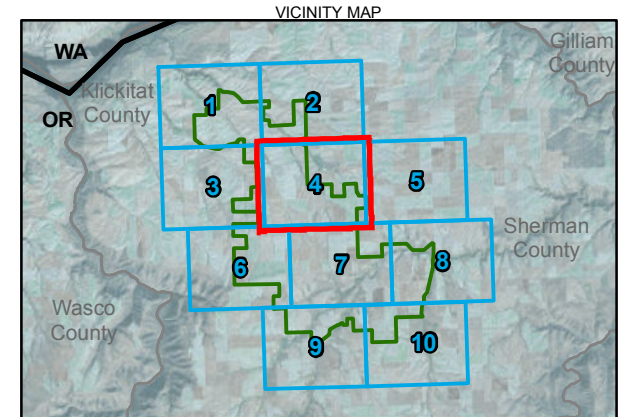 VICINITY MAP
WA
Gilliam
County
Klickitat
County
OR
1
2
3
4
5
Sherman
County
6
7
8
Wasco
County
9
10